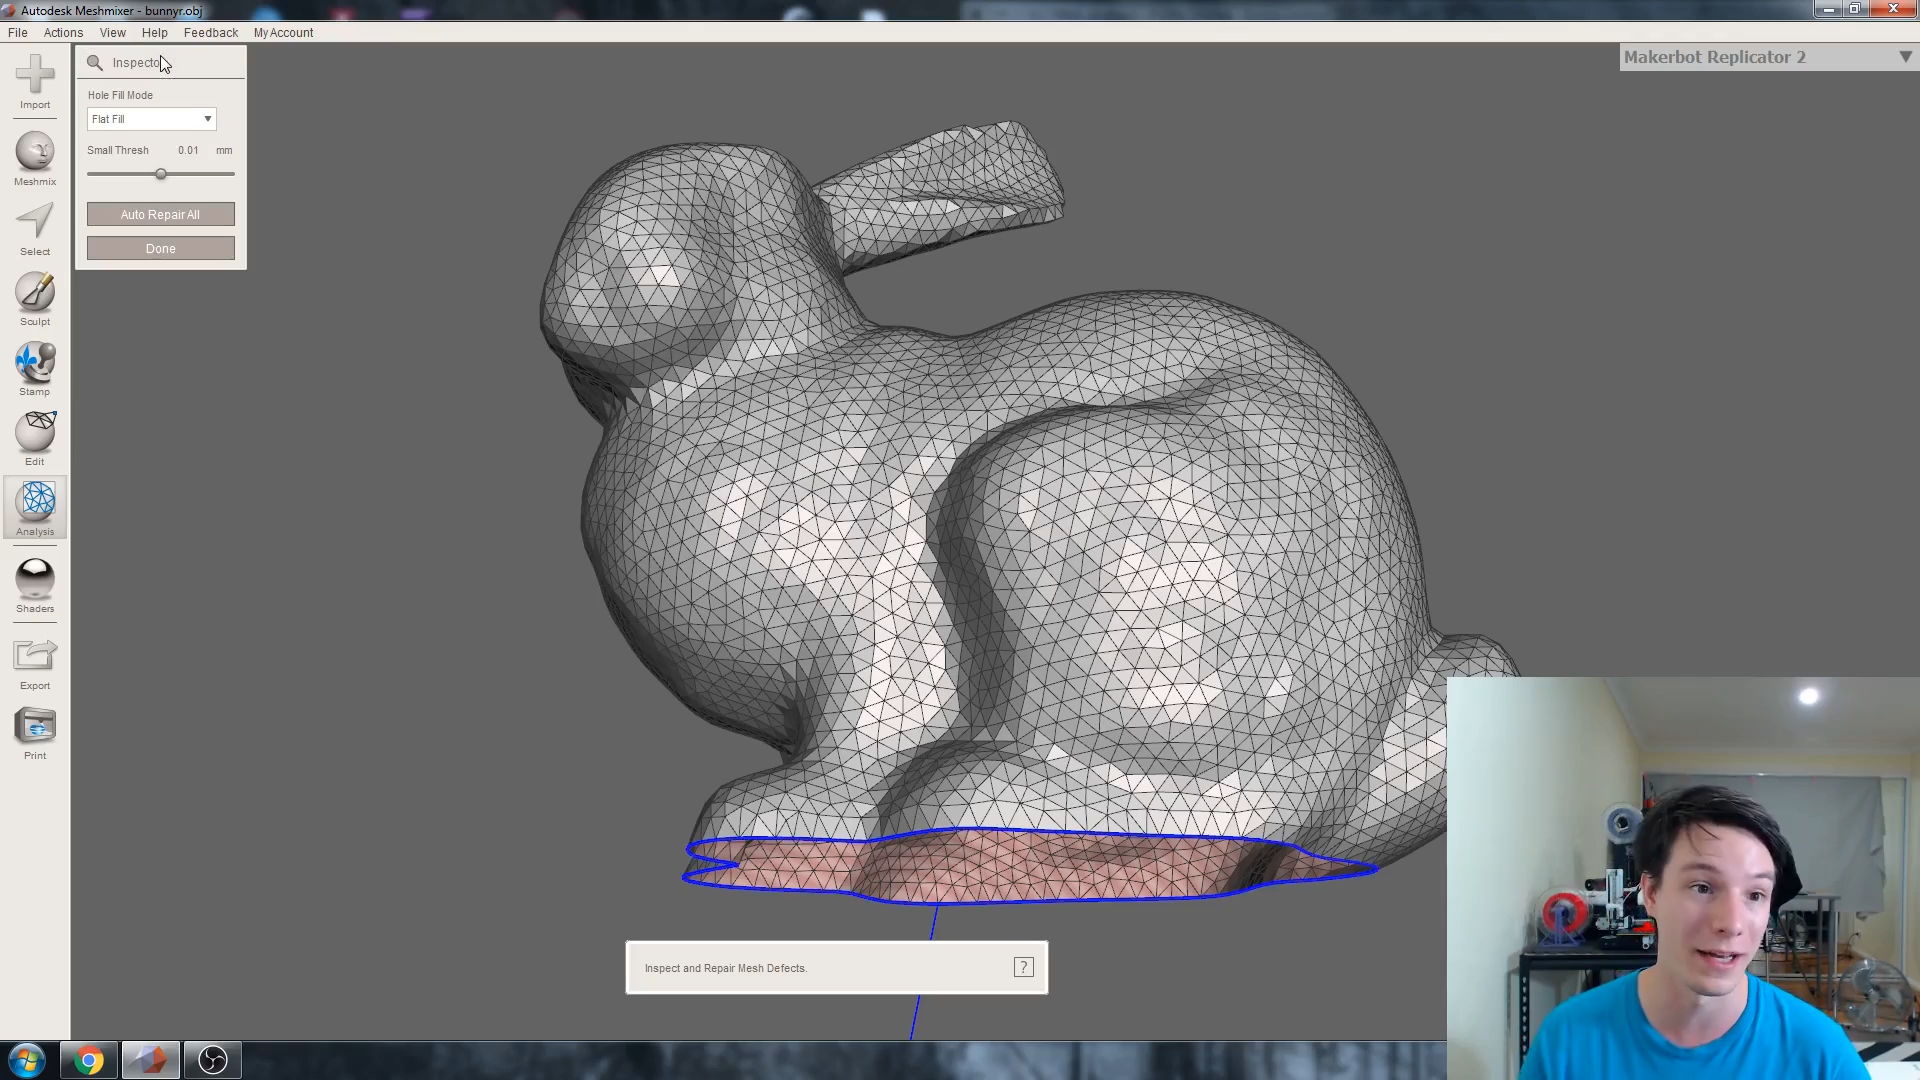 Autodesk Meshmixer - bunnyr.obj
File Actions View Help Feedback My Account
Import
Meshmix
Select
Sculpt
Stamp
Edit
Analysis
Shaders
Export
Print
Inspector
Hole Fill Mode
Flat Fill
Small Thresh 0.01 mm
Auto Repair All
Done
Makerbot Replicator 2
Inspect and Repair Mesh Defects.
?